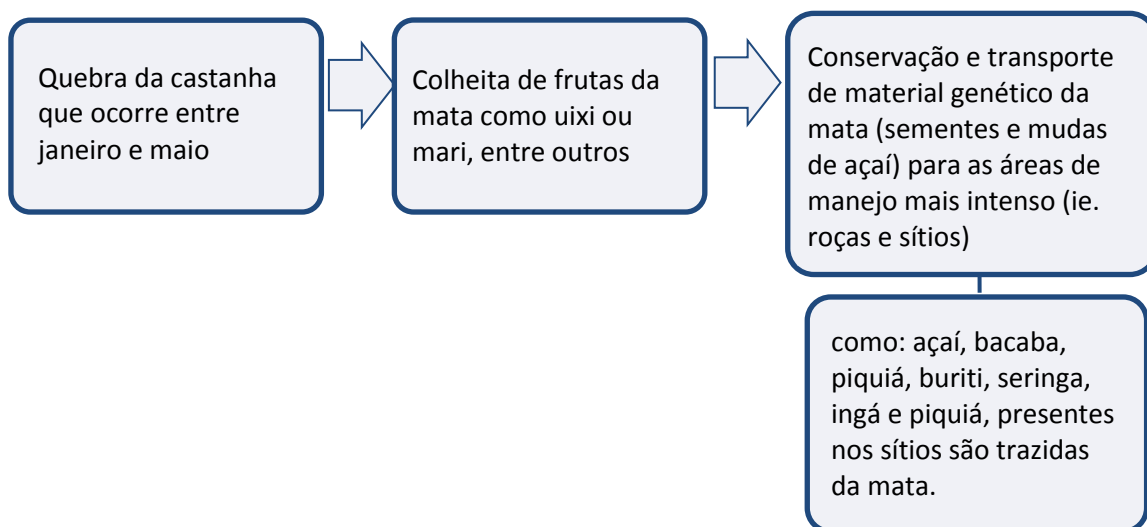 Quebra da castanha
que ocorre entre
janeiro e maio
Colheita de frutas da
mata como uixi ou
mari, entre outros
Conservação e transporte
de material genético da
mata (sementes e mudas
de açaí) para as áreas de
manejo mais intenso (ie.
roças e sítios)
como: açaí, bacaba,
piquiá, buriti, seringa,
ingá e piquiá, presentes
nos sítios são trazidas
da mata.